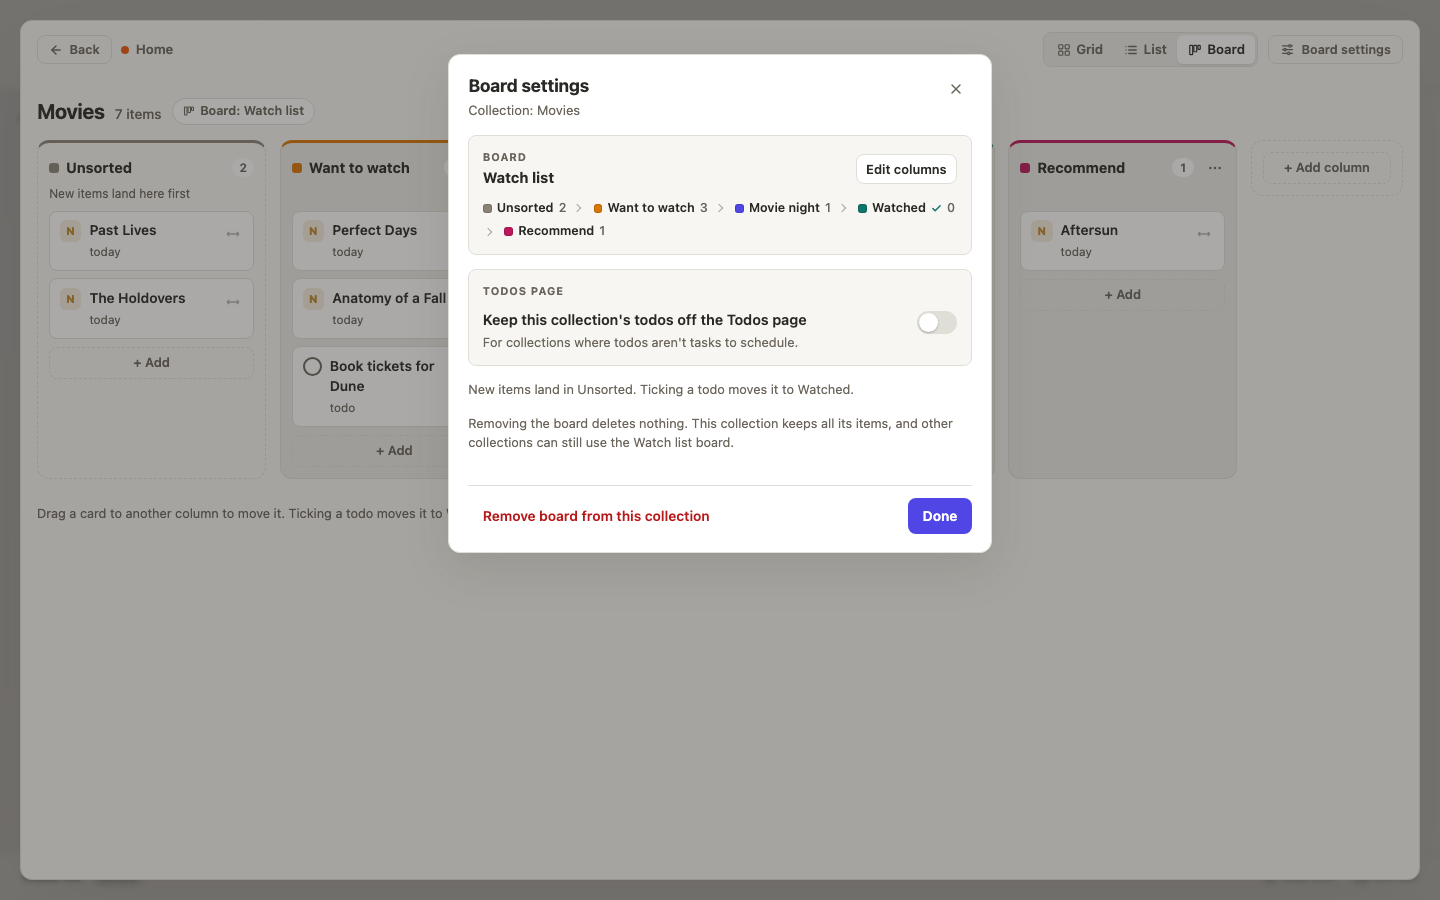 Back
Home
Grid
List
Board
Board settings
Movies
7 items
Board: Watch list
Unsorted
2
New items land here first
N
Past Lives
today
N
The Holdovers
today
+ Add
Want to watch
N
Perfect Days
today
N
Anatomy of a Fall
today
Book tickets for
Dune
todo
+ Add
Recommend
1
N
Aftersun
today
+ Add
+ Add column
Drag a card to another column to move it. Ticking a todo moves it to
Board settings
Collection: Movies
BOARD
Watch list
Edit columns
Unsorted 2 Want to watch 3 Movie night 1 Watched 0
Recommend 1
TODOS PAGE
Keep this collection's todos off the Todos page
For collections where todos aren't tasks to schedule.
New items land in Unsorted. Ticking a todo moves it to Watched.
Removing the board deletes nothing. This collection keeps all its items, and other
collections can still use the Watch list board.
Remove board from this collection
Done